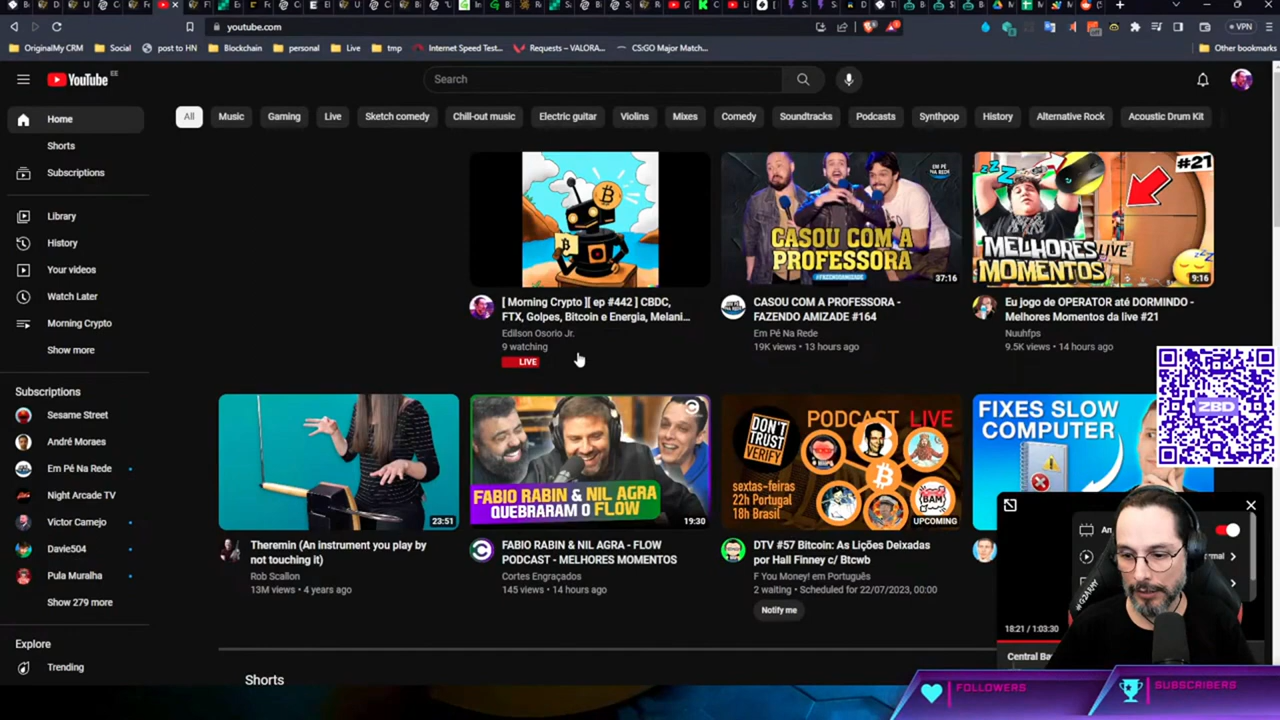 youtube.com
VPN
OriginalMy CRM
Social
post to HN
Blockchain
personal
Live
tmp
Internet Speed Test...
Requests – VALORA...
CS:GO Major Match...
Other bookmarks
YouTube EE
Search
Home
Shorts
Subscriptions
Library
History
Your videos
Watch Later
Morning Crypto
Show more
Subscriptions
Sesame Street
André Moraes
Em Pé Na Rede
Night Arcade TV
Victor Camejo
Davie504
Pula Muralha
Show 279 more
Explore
Trending
All
Music
Gaming
Live
Sketch comedy
Chill-out music
Electric guitar
Violins
Mixes
Comedy
Soundtracks
Podcasts
Synthpop
History
Alternative Rock
Acoustic Drum Kit
[ Morning Crypto ][ ep #442 ] CBDC,
FTX, Golpes, Bitcoin e Energia, Melani...
Edilson Osorio Jr.
9 watching
LIVE
EM PÉ NA REDE
CASOU COM A
PROFESSORA
#FAZENDOAMIZADE
37:16
CASOU COM A PROFESSORA -
FAZENDO AMIZADE #164
Em Pé Na Rede
19K views • 13 hours ago
#21
MELHORES
MOMENTOS
LIVE
9:16
Eu jogo de OPERATOR até DORMINDO -
Melhores Momentos da live #21
Nuuhfps
9.5K views • 14 hours ago
23:51
Theremin (An instrument you play by
not touching it)
Rob Scallon
13M views • 4 years ago
FABIO RABIN & NIL AGRA
QUEBRARAM O FLOW
19:30
FABIO RABIN & NIL AGRA - FLOW
PODCAST - MELHORES MOMENTOS
Cortes Engraçados
145 views • 14 hours ago
DON'T
TRUST
VERIFY
PODCAST LIVE
sextas-feiras
22h Portugal
18h Brasil
BAM
UPCOMING
DTV #57 Bitcoin: As Lições Deixadas
por Hall Finney c/ Btcwb
F You Money! em Português
2 waiting • Scheduled for 22/07/2023, 00:00
Notify me
FIXES SLOW
COMPUTER
ZBD
18:21 / 1:03:30
Central Ba
Shorts
FOLLOWERS
SUBSCRIBERS